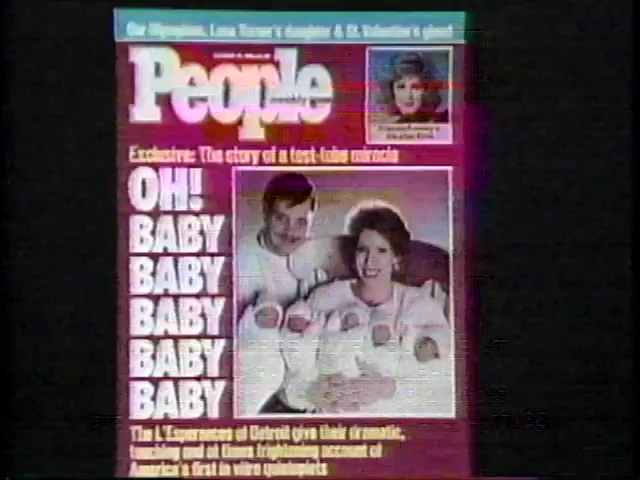 Our Olympians, Lana Turner's daughter & St. Valentine's ghost
People
weekly
Exclusive: The story of a test-tube miracle
OH!
BABY
BABY
BABY
BABY
BABY
The L'Esperances of Detroit give their dramatic,
touching and at times frightening account of
America's first in vitro quintuplets